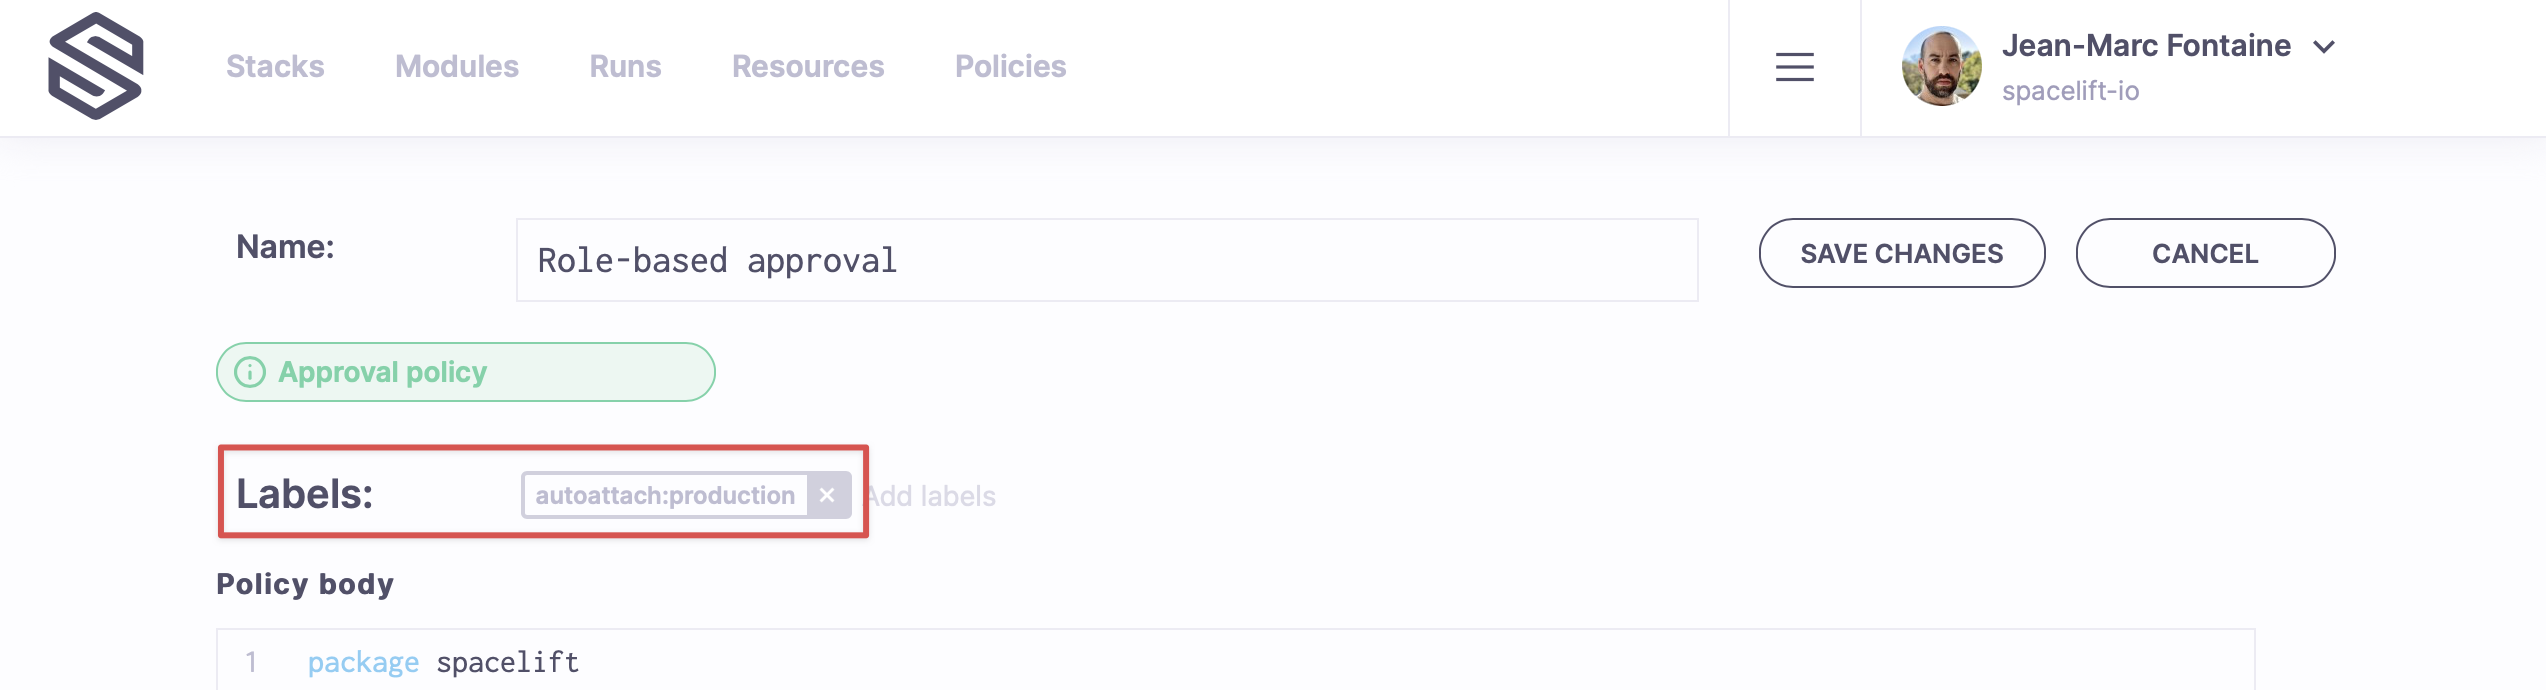 Stacks Modules Runs Resources Policies
Jean-Marc Fontaine
spacelift-io
Name:
Role-based approval
SAVE CHANGES
CANCEL
Approval policy
Labels:
autoattach:production ×
Add labels
Policy body
1 package spacelift